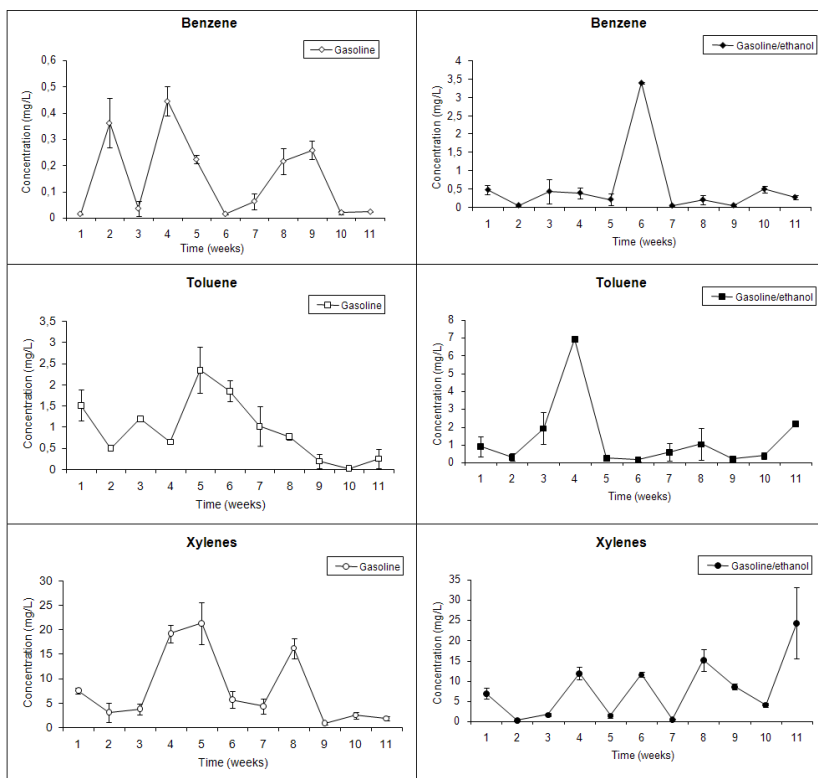 Benzene
Gasoline
Concentration (mg/L)
0,6
0,5
0,4
0,3
0,2
0,1
0
1 2 3 4 5 6 7 8 9 10 11
Time (weeks)
Benzene
Gasoline/ethanol
Concentration (mg/L)
4
3,5
3
2,5
2
1,5
1
0,5
0
1 2 3 4 5 6 7 8 9 10 11
Time (weeks)
Toluene
Gasoline
Concentration (mg/L)
3,5
3
2,5
2
1,5
1
0,5
0
1 2 3 4 5 6 7 8 9 10 11
Time (weeks)
Toluene
Gasoline/ethanol
Concentration (mg/L)
8
7
6
5
4
3
2
1
0
1 2 3 4 5 6 7 8 9 10 11
Time (weeks)
Xylenes
Gasoline
Concentration (mg/L)
30
25
20
15
10
5
0
1 2 3 4 5 6 7 8 9 10 11
Time (weeks)
Xylenes
Gasoline/ethanol
Concentration (mg/L)
35
30
25
20
15
10
5
0
1 2 3 4 5 6 7 8 9 10 11
Time (weeks)